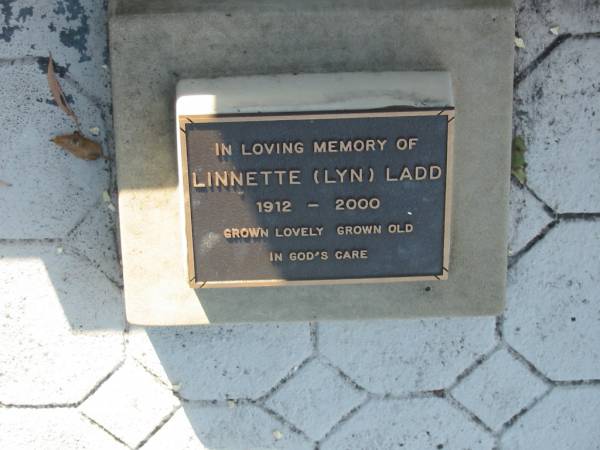 IN LOVING MEMORY OF
LINNETTE (LYN) LADD
1912 - 2000
GROWN LOVELY GROWN OLD
IN GOD'S CARE